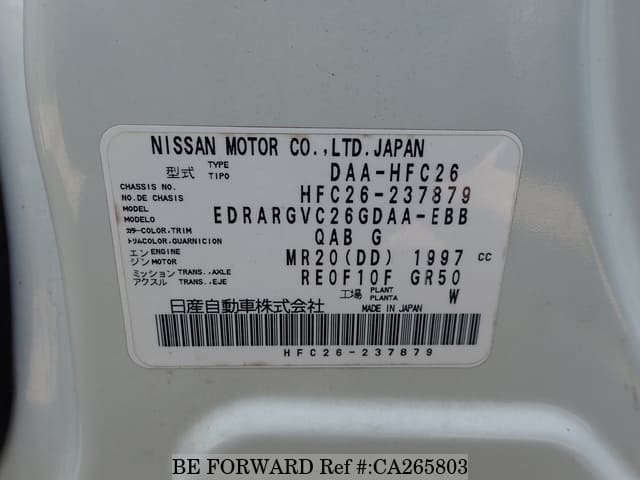 NISSAN MOTOR CO.,LTD.JAPAN
型式 TYPE TIPO DAA-HFC26
CHASSIS NO. NO.DE CHASSIS HFC26-237879
MODEL MODELO EDRARGVC26GDAA-EBB
カラー COLOR,TRIM トリム COLOR,GUARNICION QAB G
エンジン ENGINE MOTOR MR20(DD) 1997 cc
ミッション TRANS.,AXLE アクスル TRANS.,EJE RE0F10F GR50
工場 PLANT PLANTA W
日産自動車株式会社 MADE IN JAPAN
HFC26-237879
BE FORWARD Ref #:CA265803